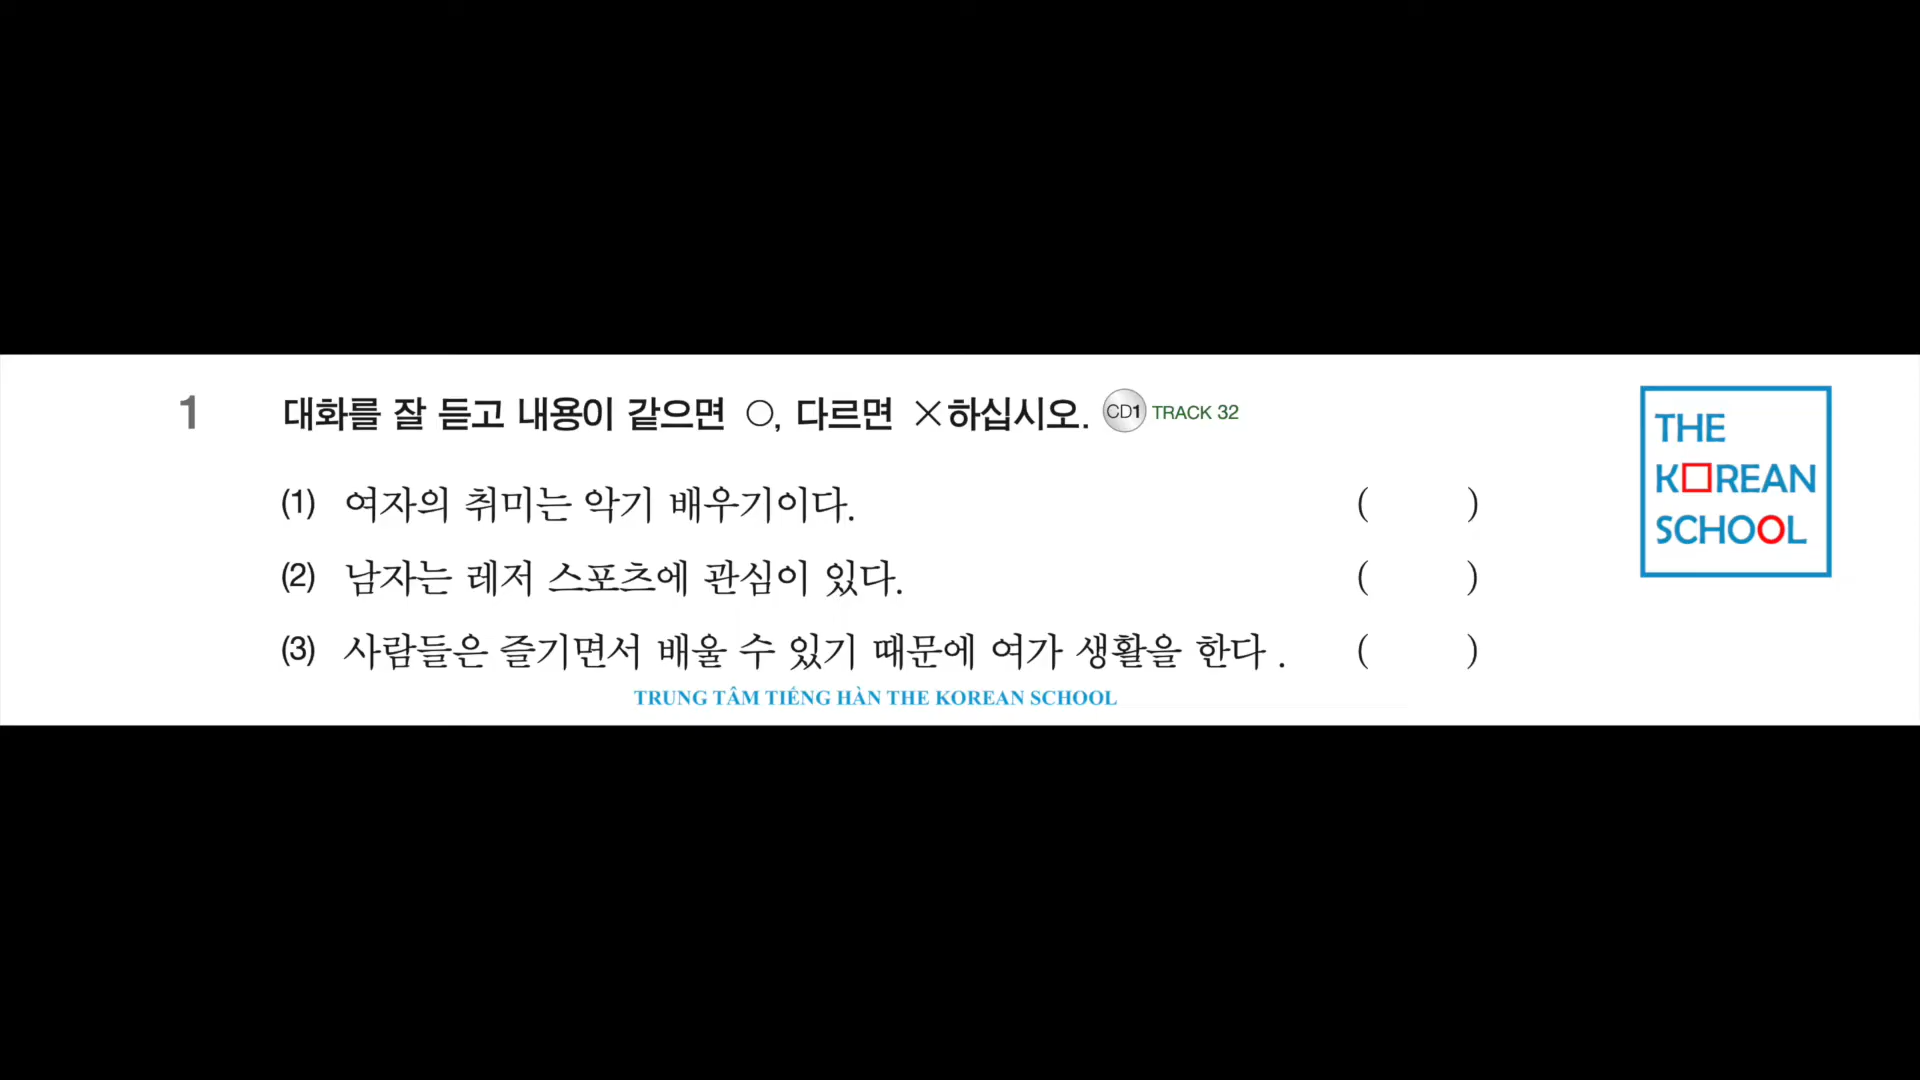 1 대화를 잘 듣고 내용이 같으면 ○, 다르면 ×하십시오. CD1 TRACK 32
(1) 여자의 취미는 악기 배우기이다. ( )
(2) 남자는 레저 스포츠에 관심이 있다. ( )
(3) 사람들은 즐기면서 배울 수 있기 때문에 여가 생활을 한다 . ( )
TRUNG TÂM TIẾNG HÀN THE KOREAN SCHOOL
THE
K□REAN
SCHOOL